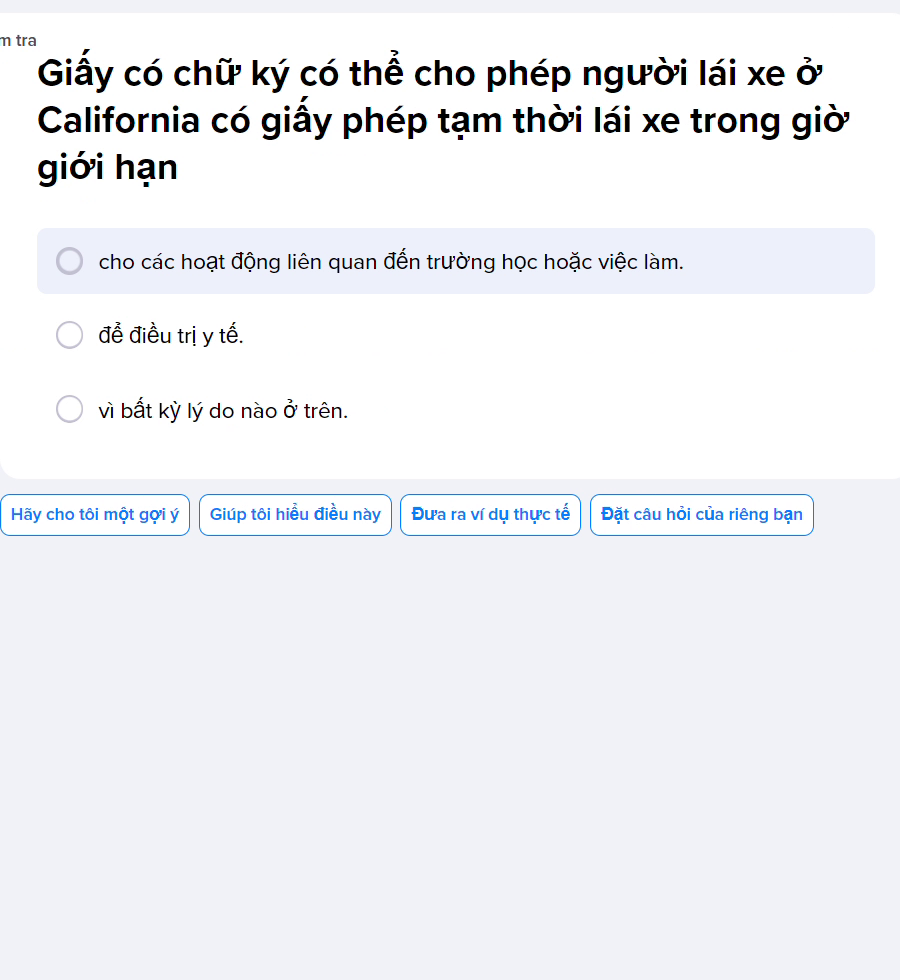 m tra
Giấy có chữ ký có thể cho phép người lái xe ở
California có giấy phép tạm thời lái xe trong giờ
giới hạn
cho các hoạt động liên quan đến trường học hoặc việc làm.
để điều trị y tế.
vì bất kỳ lý do nào ở trên.
Hãy cho tôi một gợi ý
Giúp tôi hiểu điều này
Đưa ra ví dụ thực tế
Đặt câu hỏi của riêng bạn